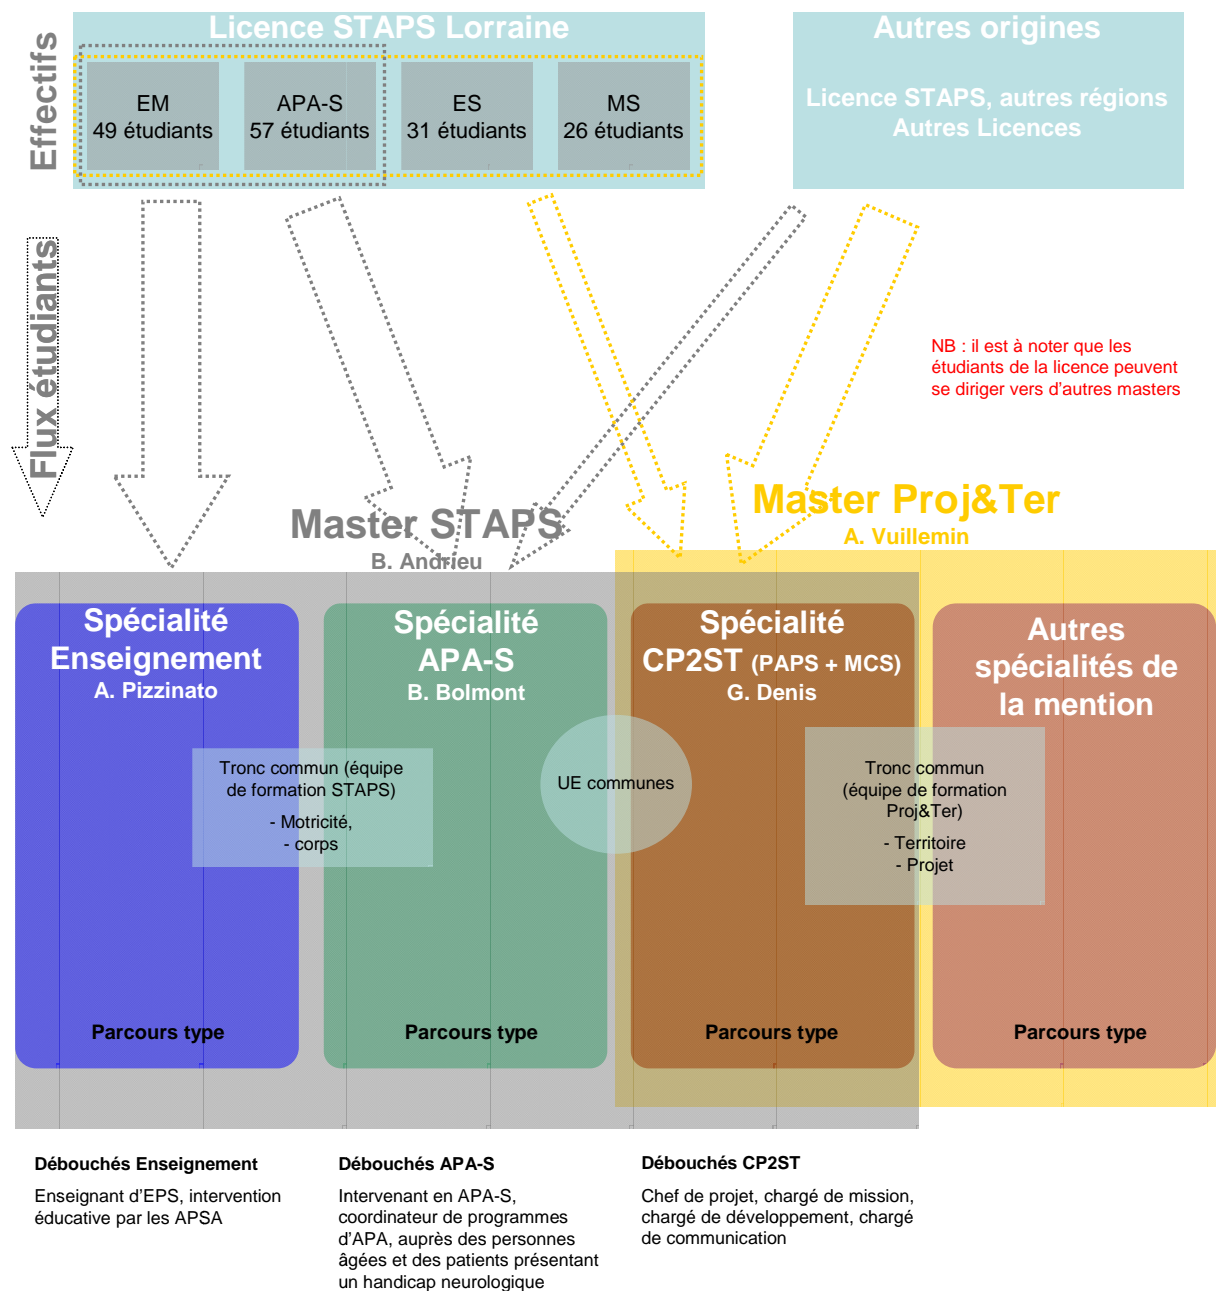 Effectifs
Licence STAPS Lorraine
EM
49 étudiants
APA-S
57 étudiants
ES
31 étudiants
MS
26 étudiants
Autres origines
Licence STAPS, autres régions
Autres Licences
Flux étudiants
NB : il est à noter que les
étudiants de la licence peuvent
se diriger vers d’autres masters
Master STAPS
B. Andrieu
Master Proj&Ter
A. Vuillemin
Spécialité
Enseignement
A. Pizzinato
Spécialité
APA-S
B. Bolmont
Spécialité
CP2ST (PAPS + MCS)
G. Denis
Autres
spécialités de
la mention
Tronc commun (équipe
de formation STAPS)
- Motricité,
- corps
UE communes
Tronc commun
(équipe de formation
Proj&Ter)
- Territoire
- Projet
Parcours type
Parcours type
Parcours type
Parcours type
Débouchés Enseignement
Enseignant d’EPS, intervention
éducative par les APSA
Débouchés APA-S
Intervenant en APA-S,
coordinateur de programmes
d’APA, auprès des personnes
âgées et des patients présentant
un handicap neurologique
Débouchés CP2ST
Chef de projet, chargé de mission,
chargé de développement, chargé
de communication